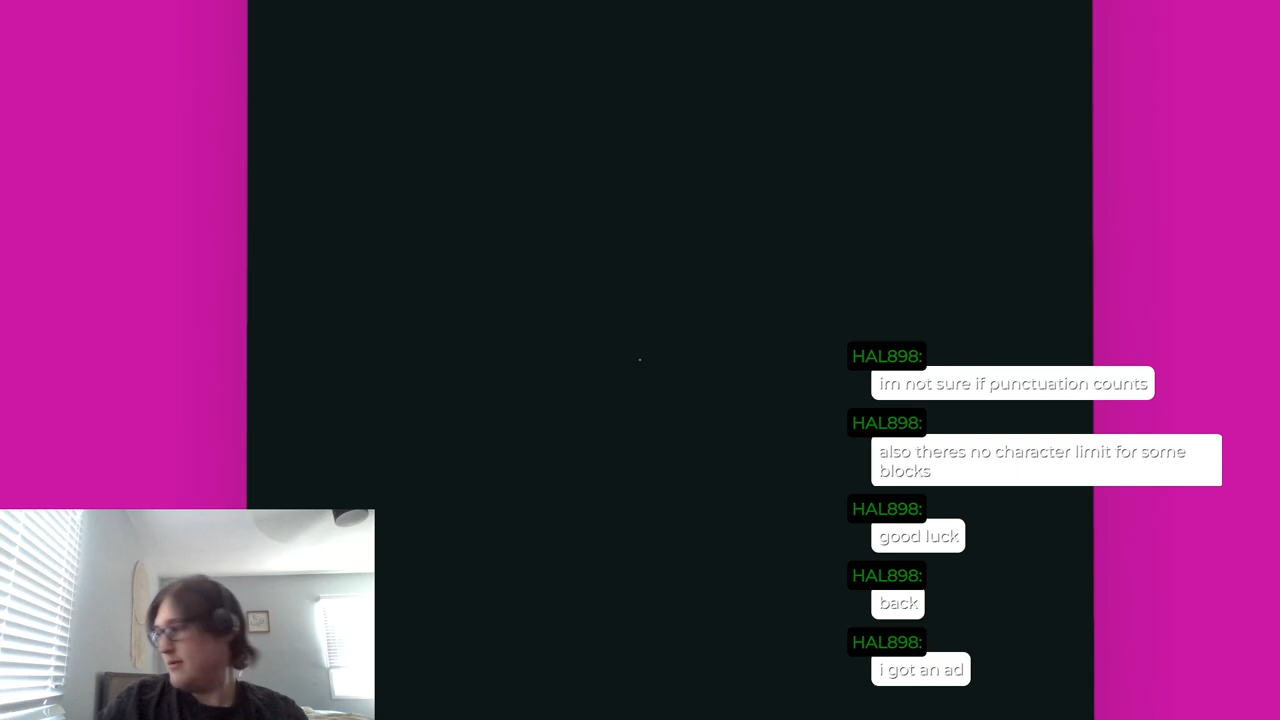 HAL898:
im not sure if punctuation counts
HAL898:
also theres no character limit for some
blocks
HAL898:
good luck
HAL898:
back
HAL898:
i got an ad